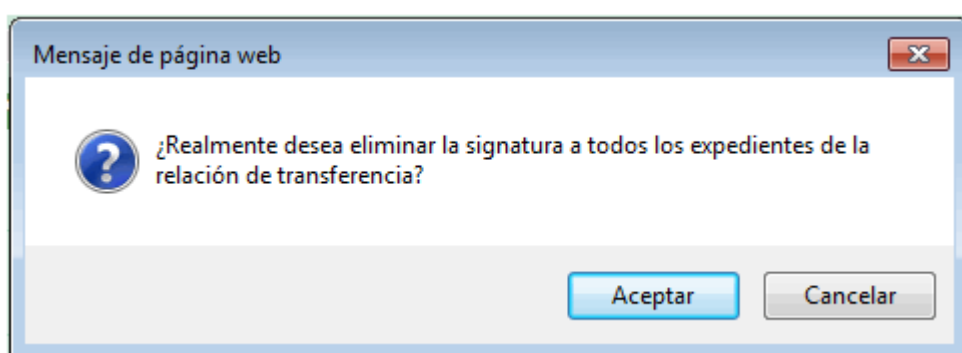 Mensaje de página web
¿Realmente desea eliminar la signatura a todos los expedientes de la
relación de transferencia?
Aceptar
Cancelar